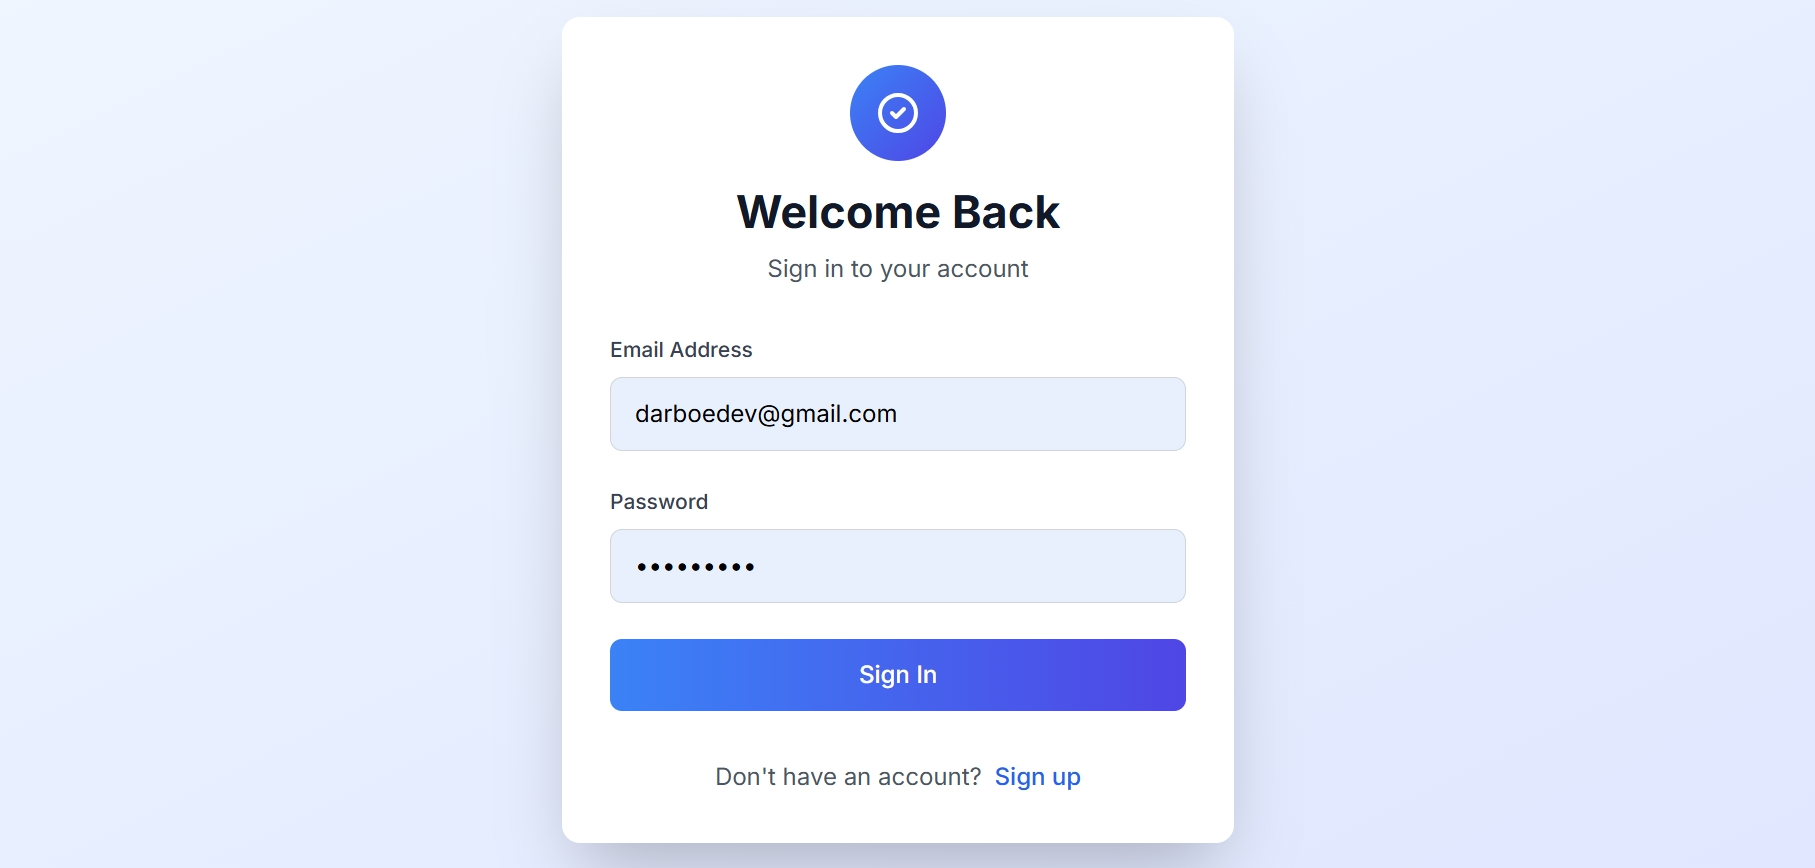 Welcome Back
Sign in to your account
Email Address
darboedev@gmail.com
Password
•••••••••
Sign In
Don't have an account? Sign up